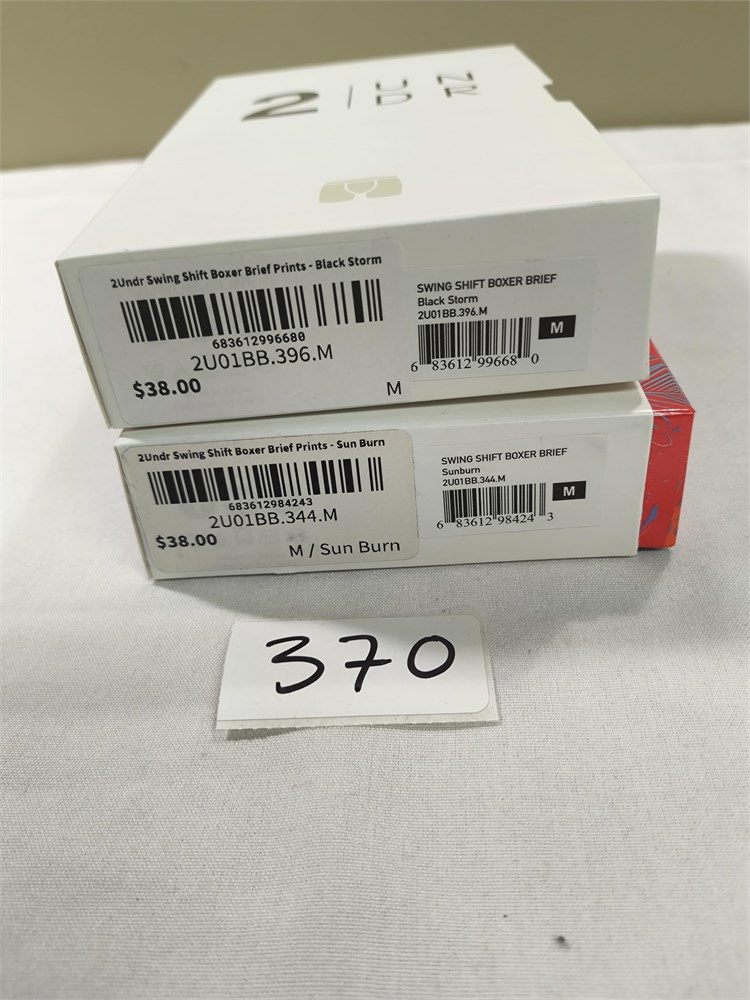 2 | UN
DR
2Undr Swing Shift Boxer Brief Prints - Black Storm
683612996680
2U01BB.396.M
$38.00
M
SWING SHIFT BOXER BRIEF
Black Storm
2U01BB.396.M
M
6 83612 99668 0
2Undr Swing Shift Boxer Brief Prints - Sun Burn
683612984243
2U01BB.344.M
$38.00
M / Sun Burn
SWING SHIFT BOXER BRIEF
Sunburn
2U01BB.344.M
M
6 83612 98424 3
370